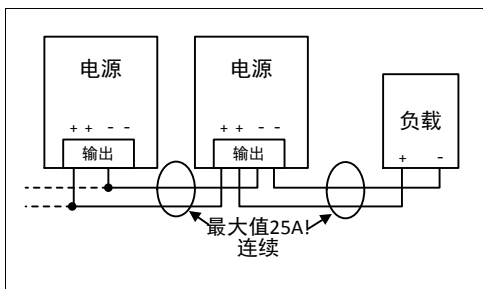 电源
电源
+ + - -
+ + - -
输出
输出
负载
+ -
最大值25A!
连续